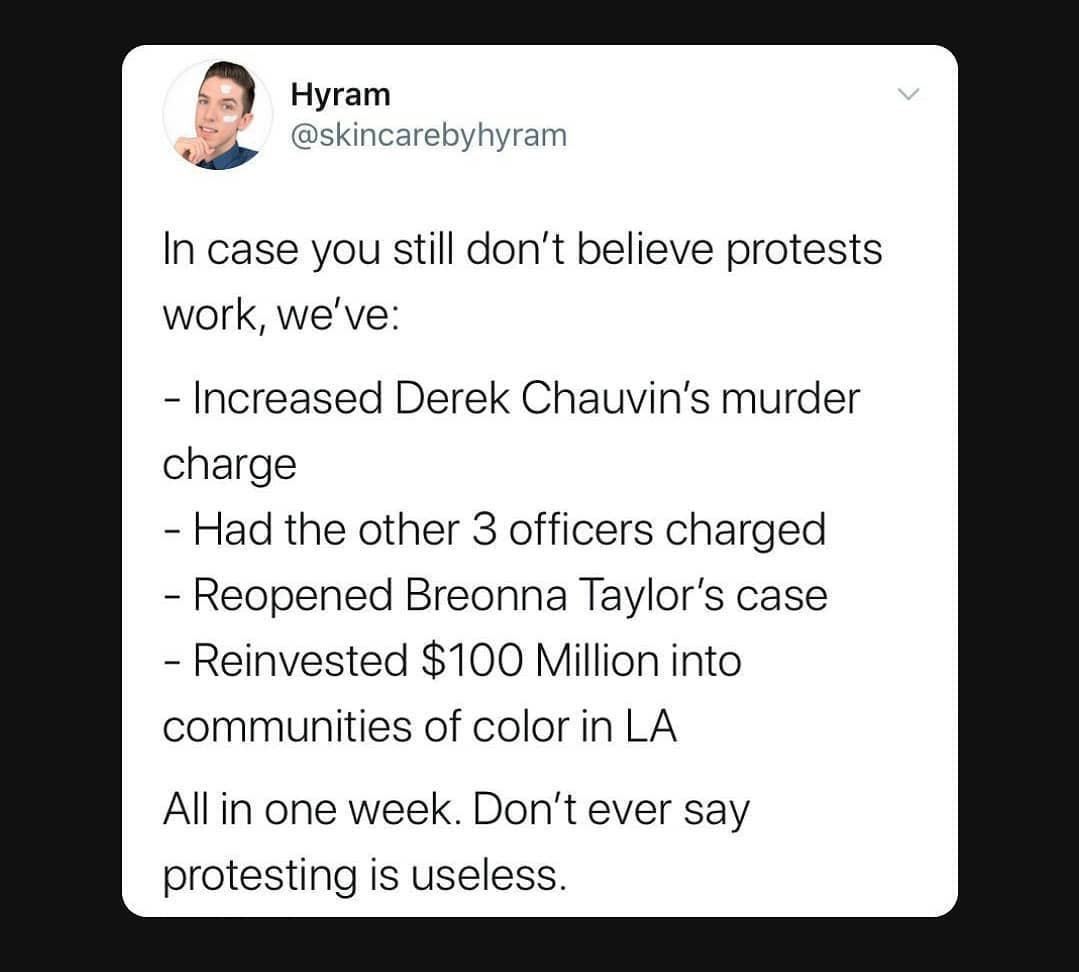 Hyram
@skincarebyhyram
In case you still don't believe protests
work, we've:
- Increased Derek Chauvin's murder
charge
- Had the other 3 officers charged
- Reopened Breonna Taylor's case
- Reinvested $100 Million into
communities of color in LA
All in one week. Don't ever say
protesting is useless.